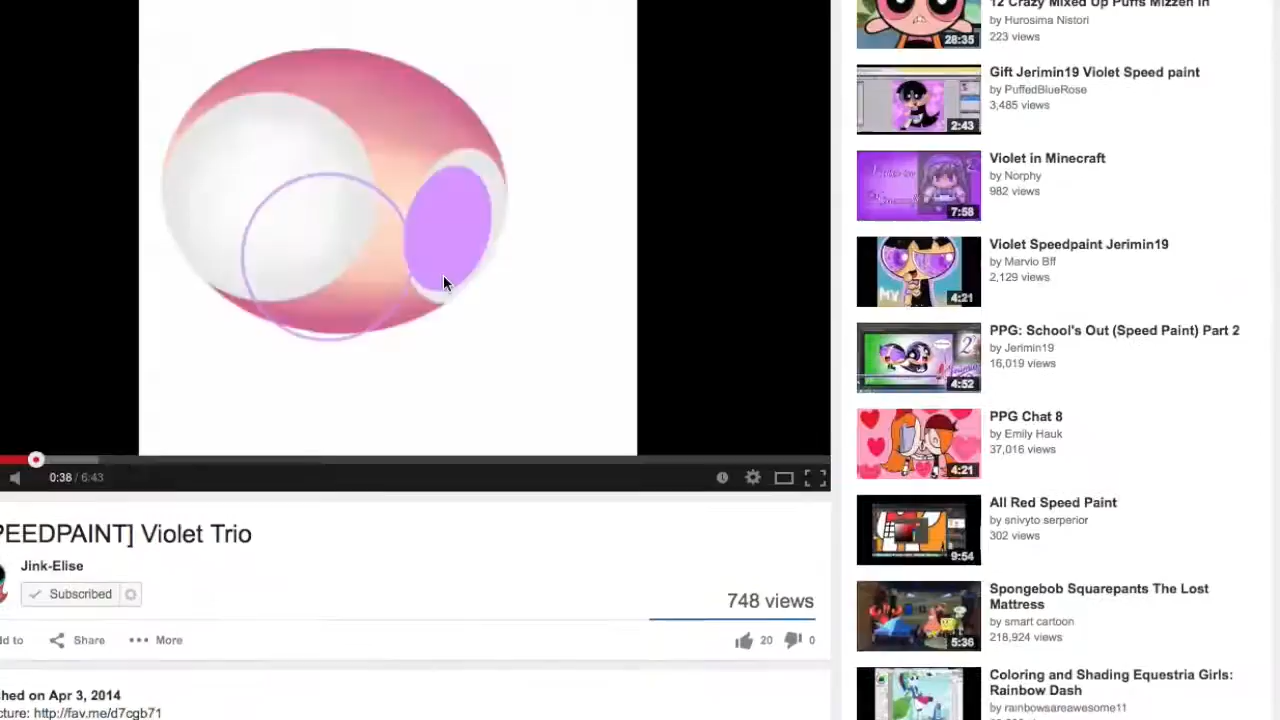 12 Crazy Mixed Up Puffs Mizzen In
by Hurosima Nistori
223 views
28:35
Gift Jerimin19 Violet Speed paint
by PuffedBlueRose
3,485 views
2:43
Violet in Minecraft
by Norphy
982 views
7:58
Violet Speedpaint Jerimin19
by Marvio Bff
2,129 views
4:21
PPG: School's Out (Speed Paint) Part 2
by Jerimin19
16,019 views
4:52
PPG Chat 8
by Emily Hauk
37,016 views
4:21
0:38 / 6:43
PEEDPAINT] Violet Trio
Jink-Elise
Subscribed
748 views
dd to Share More 20 0
hed on Apr 3, 2014
cture: http://fav.me/d7cgb71
All Red Speed Paint
by snivyto serperior
302 views
9:54
Spongebob Squarepants The Lost
Mattress
by smart cartoon
218,924 views
5:36
Coloring and Shading Equestria Girls:
Rainbow Dash
by rainbowsareawesome11